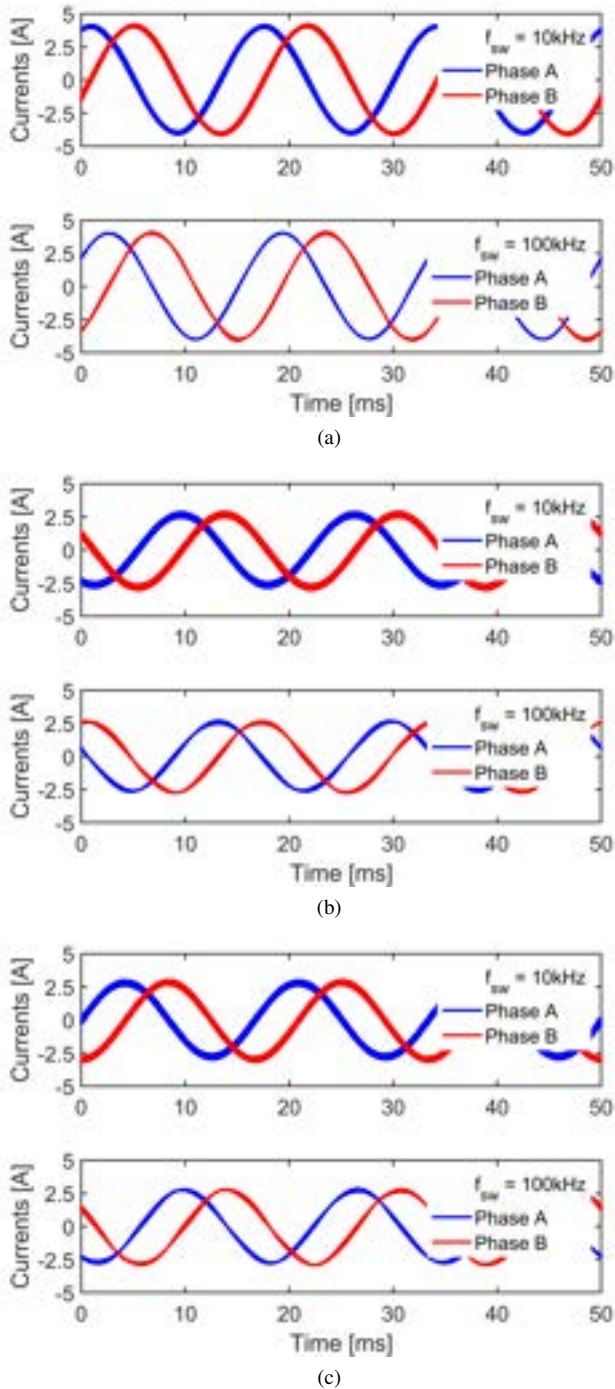 Currents [A]
5
2.5
0
-2.5
-5
f_sw = 10kHz
Phase A
Phase B
0 10 20 30 40 50
Currents [A]
5
2.5
0
-2.5
-5
f_sw = 100kHz
Phase A
Phase B
0 10 20 30 40 50
Time [ms]
(a)
Currents [A]
5
2.5
0
-2.5
-5
f_sw = 10kHz
Phase A
Phase B
0 10 20 30 40 50
Currents [A]
5
2.5
0
-2.5
-5
f_sw = 100kHz
Phase A
Phase B
0 10 20 30 40 50
Time [ms]
(b)
Currents [A]
5
2.5
0
-2.5
-5
f_sw = 10kHz
Phase A
Phase B
0 10 20 30 40 50
Currents [A]
5
2.5
0
-2.5
-5
f_sw = 100kHz
Phase A
Phase B
0 10 20 30 40 50
Time [ms]
(c)